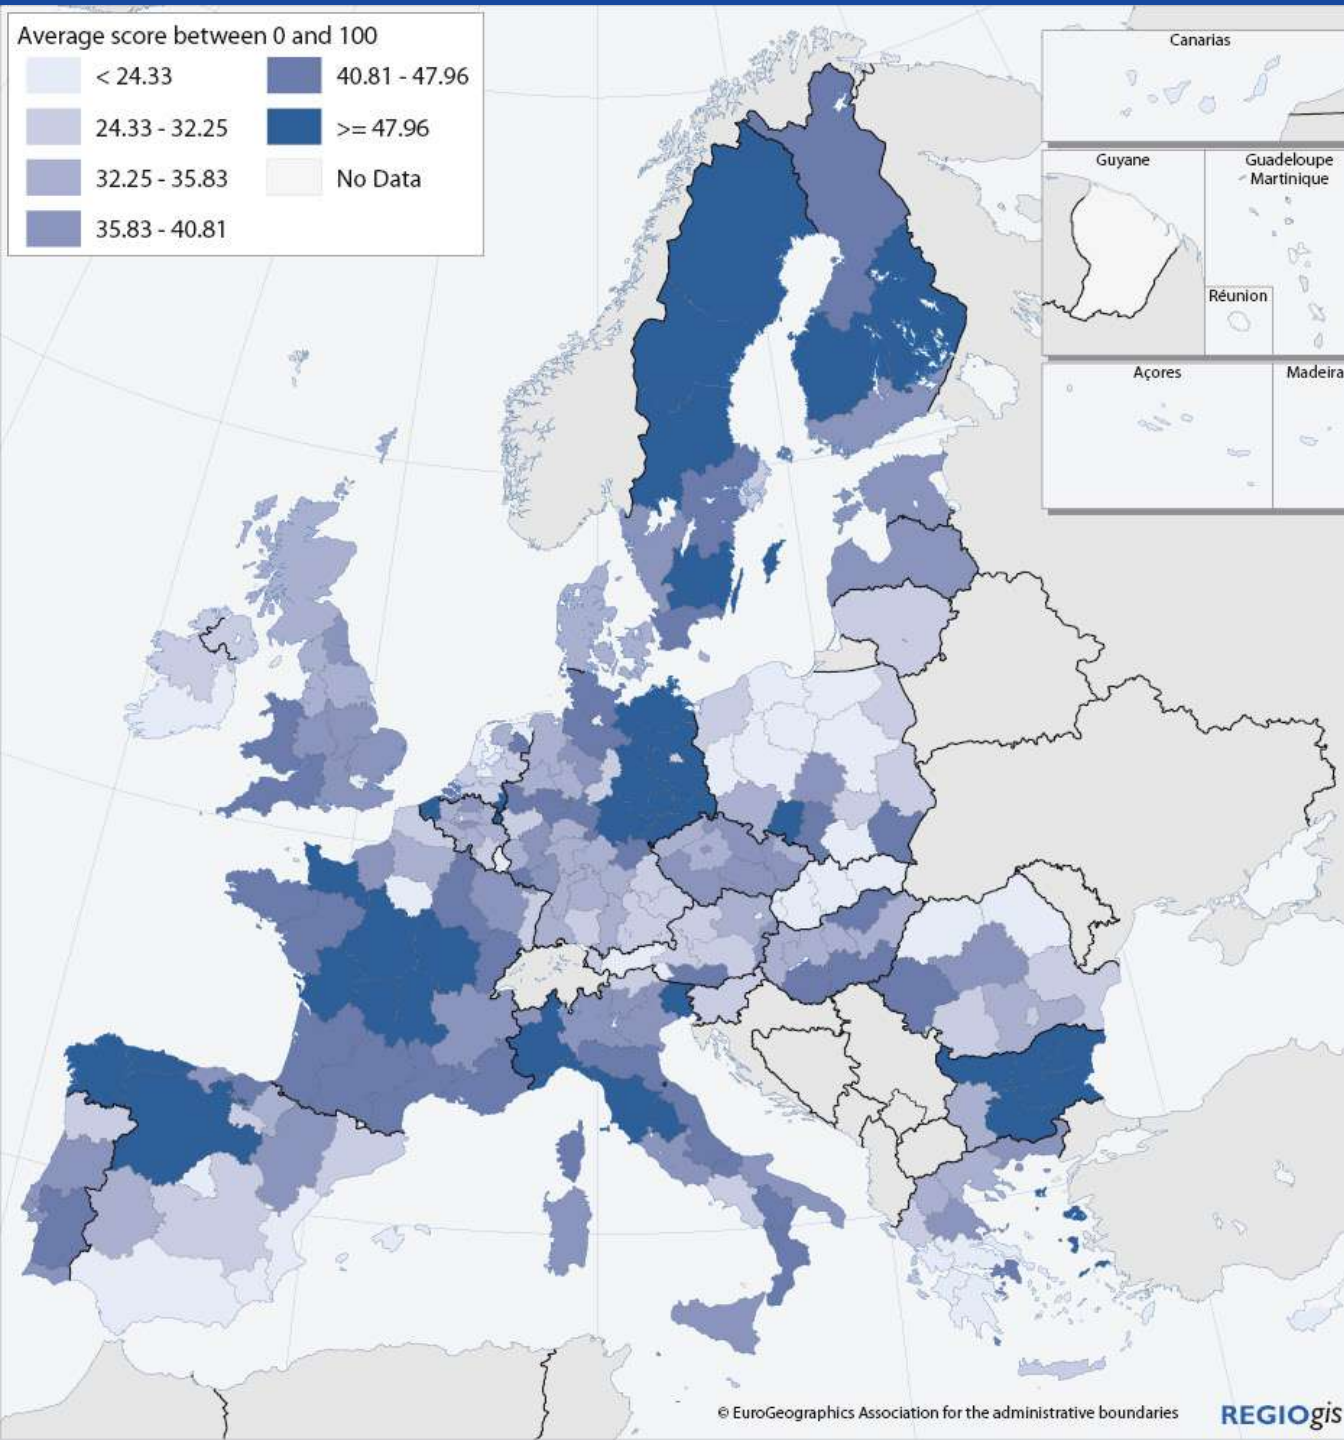 Average score between 0 and 100
< 24.33
24.33 - 32.25
32.25 - 35.83
35.83 - 40.81
40.81 - 47.96
>= 47.96
No Data
Canarias
Guyane
Guadeloupe
Martinique
Réunion
Açores
Madeira
© EuroGeographics Association for the administrative boundaries
REGIOgis